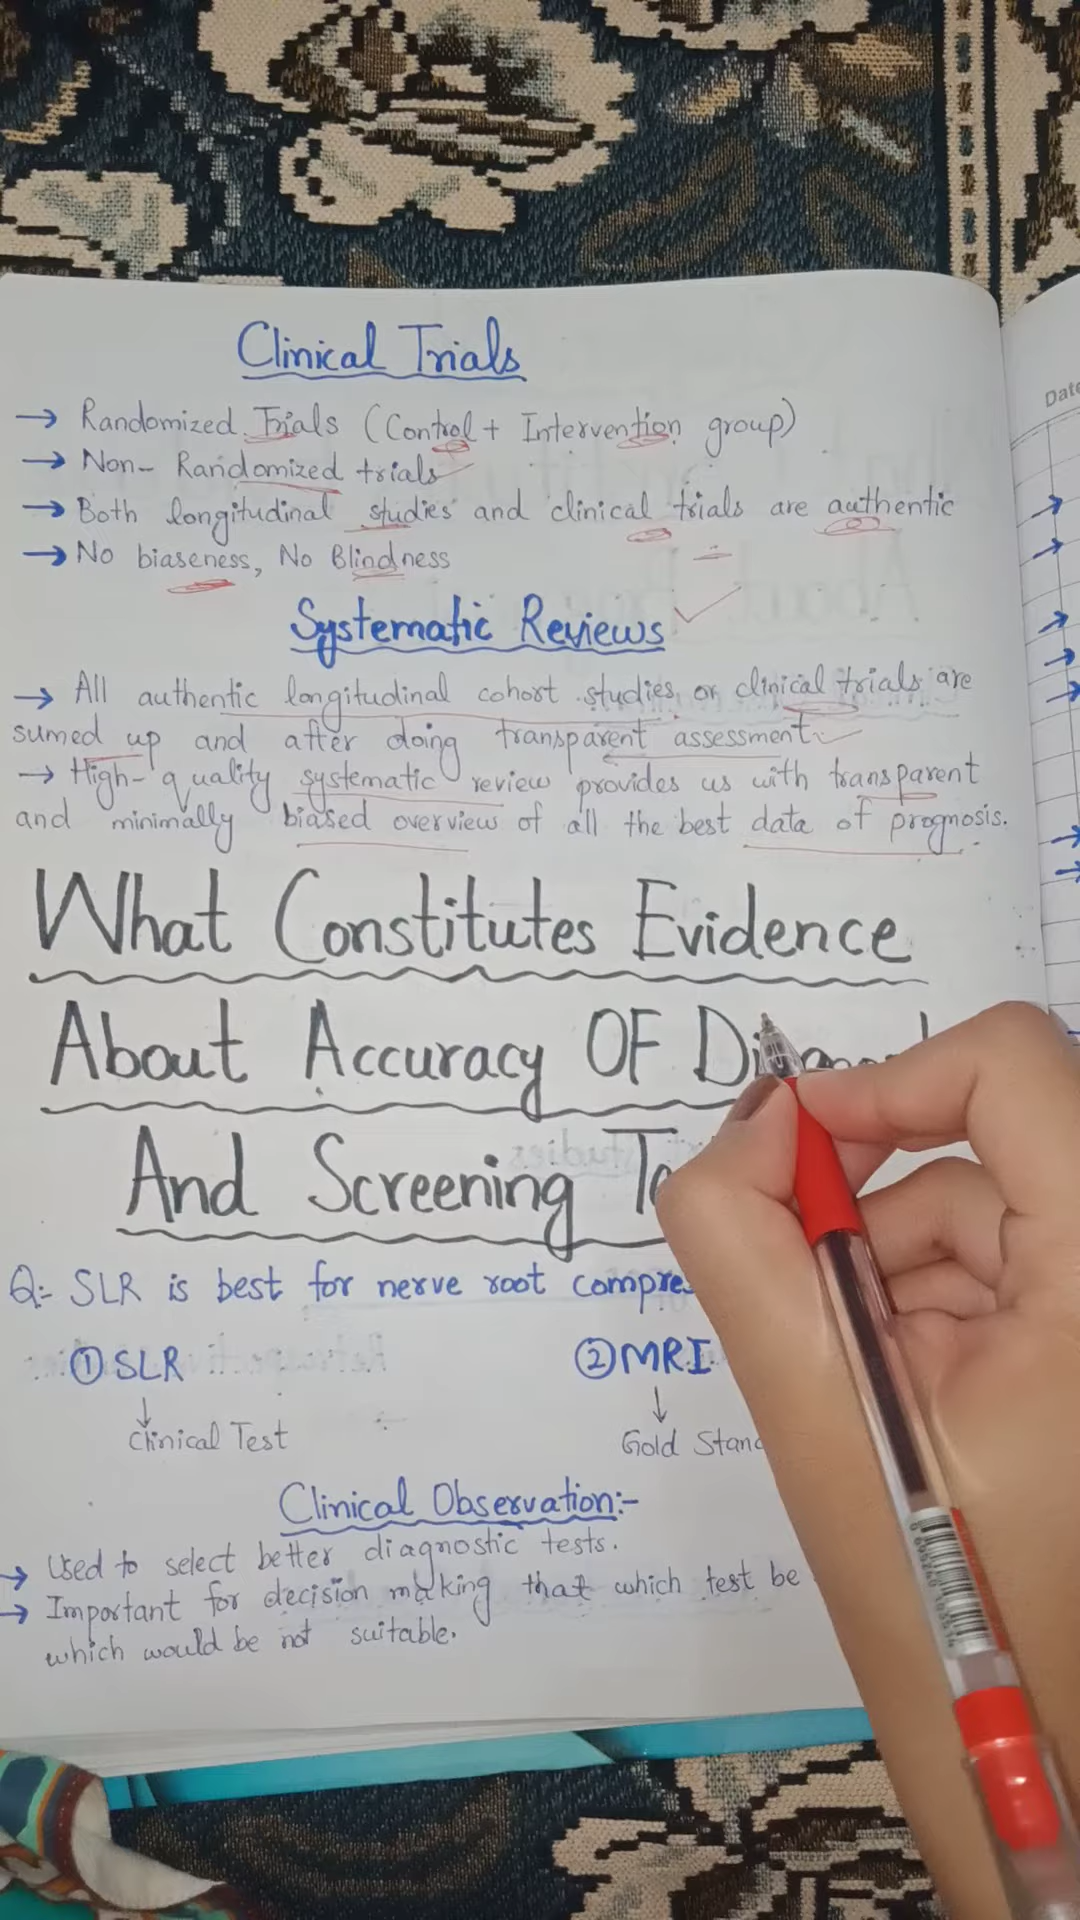 Clinical Trials
→ Randomized Trials (Control + Intervention group)
→ Non- Randomized trials
→ Both longitudinal studies and clinical trials are authentic
→ No biaseness, No Blindness
Systematic Reviews
→ All authentic longitudinal cohort studies or clinical trials are
sumed up and after doing transparent assessment.
→ High- quality systematic review provides us with transparent
and minimally biased overview of all the best data of prognosis.
What Constitutes Evidence
About Accuracy OF
And Screening
Q:- SLR is best for nerve root
① SLR ② MRI
↓ ↓
Clinical Test Gold
Clinical Observation:-
→ Used to select better diagnostic tests.
→ Important for decision making that which test be
which would be not suitable.
Date